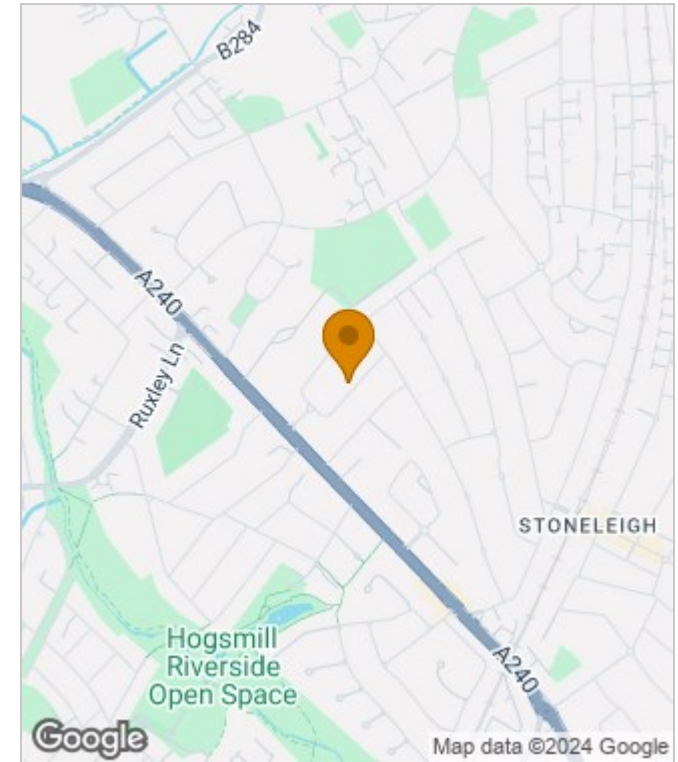 B284
A240
Ruxley Ln
STONELEIGH
Hogsmill
Riverside
Open Space
A240
Google
Map data ©2024 Google